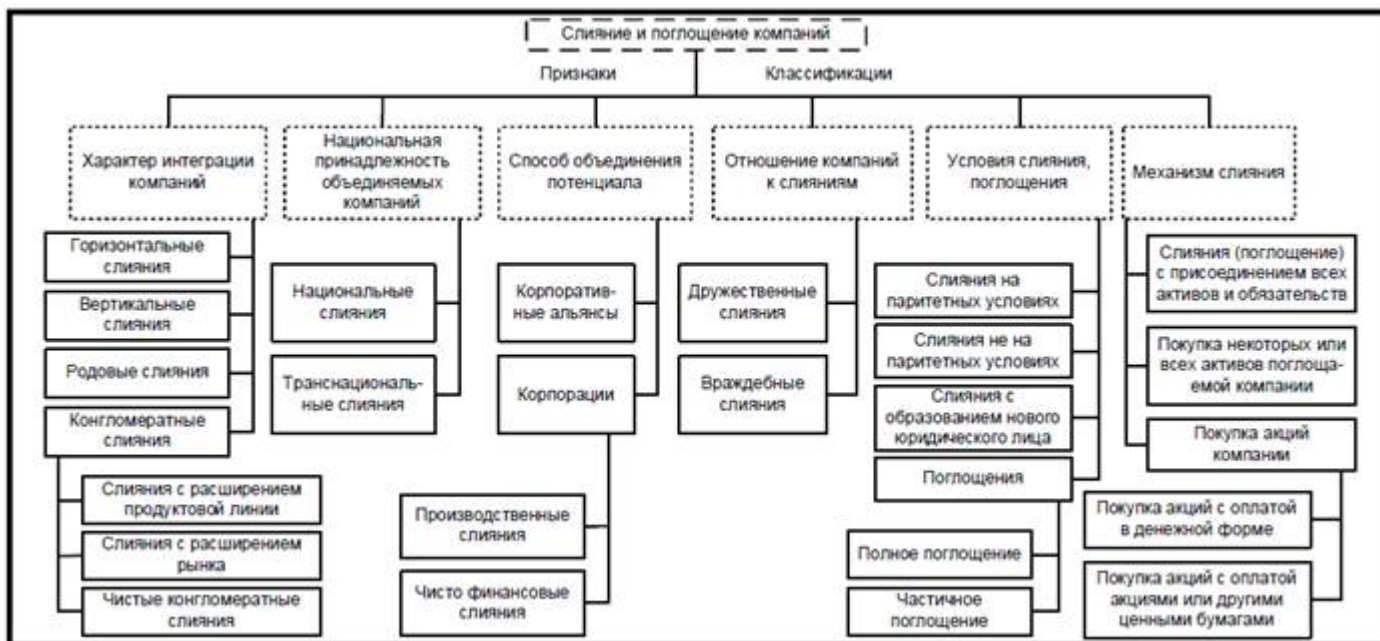 Слияние и поглощение компаний
Признаки
Классификации
Характер интеграции
компаний
Национальная
принадлежность
объединяемых
компаний
Способ объединения
потенциала
Отношение компаний
к слияниям
Условия слияния,
поглощения
Механизм слияния
Горизонтальные
слияния
Вертикальные
слияния
Родовые слияния
Конгломератные
слияния
Слияния с расширением
продуктовой линии
Слияния с расширением
рынка
Чистые конгломератные
слияния
Национальные
слияния
Транснациональ-
ные слияния
Корпоратив-
ные альянсы
Корпорации
Производственные
слияния
Чисто финансовые
слияния
Дружественные
слияния
Враждебные
слияния
Слияния на
паритетных условиях
Слияния не на
паритетных условиях
Слияния с
образованием нового
юридического лица
Поглощения
Полное поглощение
Частичное
поглощение
Слияния (поглощение)
с присоединением всех
активов и обязательств
Покупка некоторых или
всех активов поглоща-
емой компании
Покупка акций
компании
Покупка акций с оплатой
в денежной форме
Покупка акций с оплатой
акциями или другими
ценными бумагами